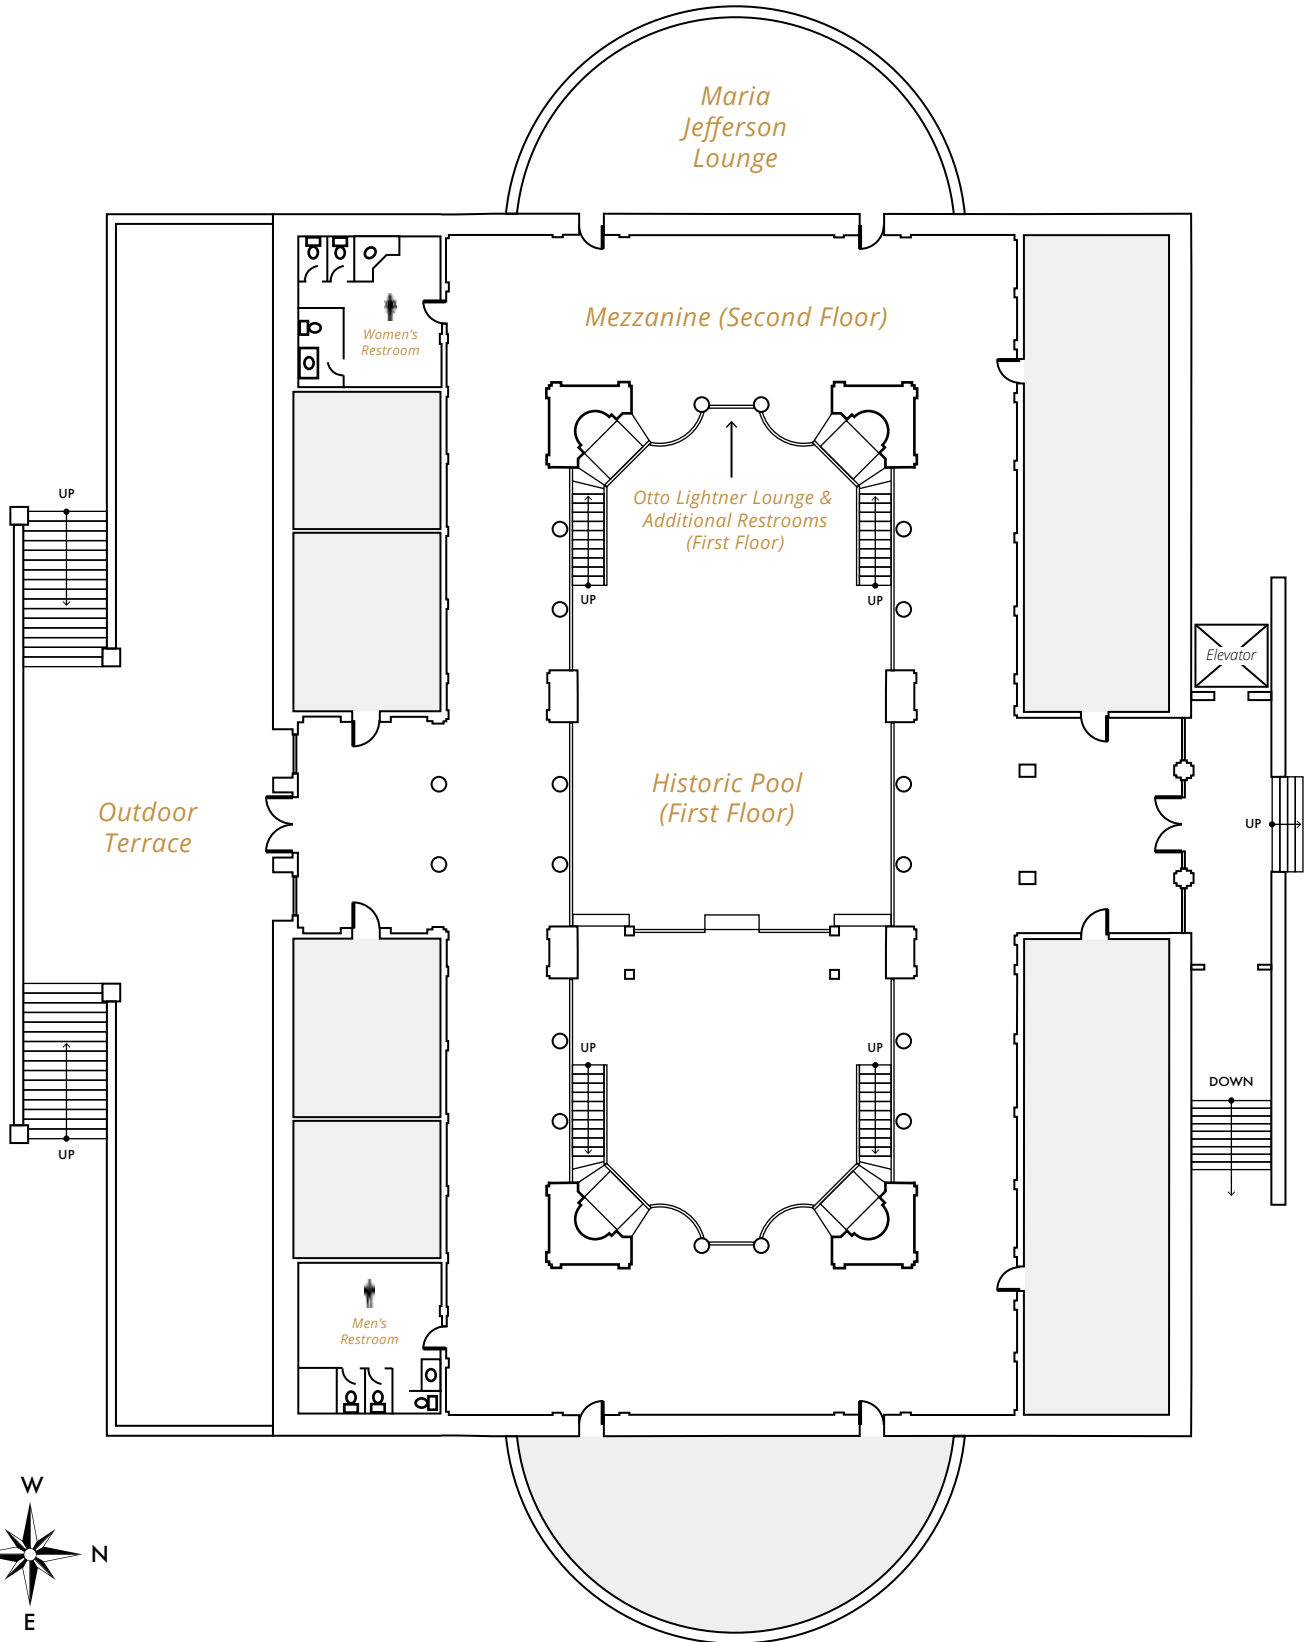 Maria
Jefferson
Lounge
Mezzanine (Second Floor)
Women's
Restroom
UP
Otto Lightner Lounge &
Additional Restrooms
(First Floor)
UP
UP
Elevator
Historic Pool
(First Floor)
Outdoor
Terrace
UP
UP
UP
DOWN
UP
Men's
Restroom
W
N
E